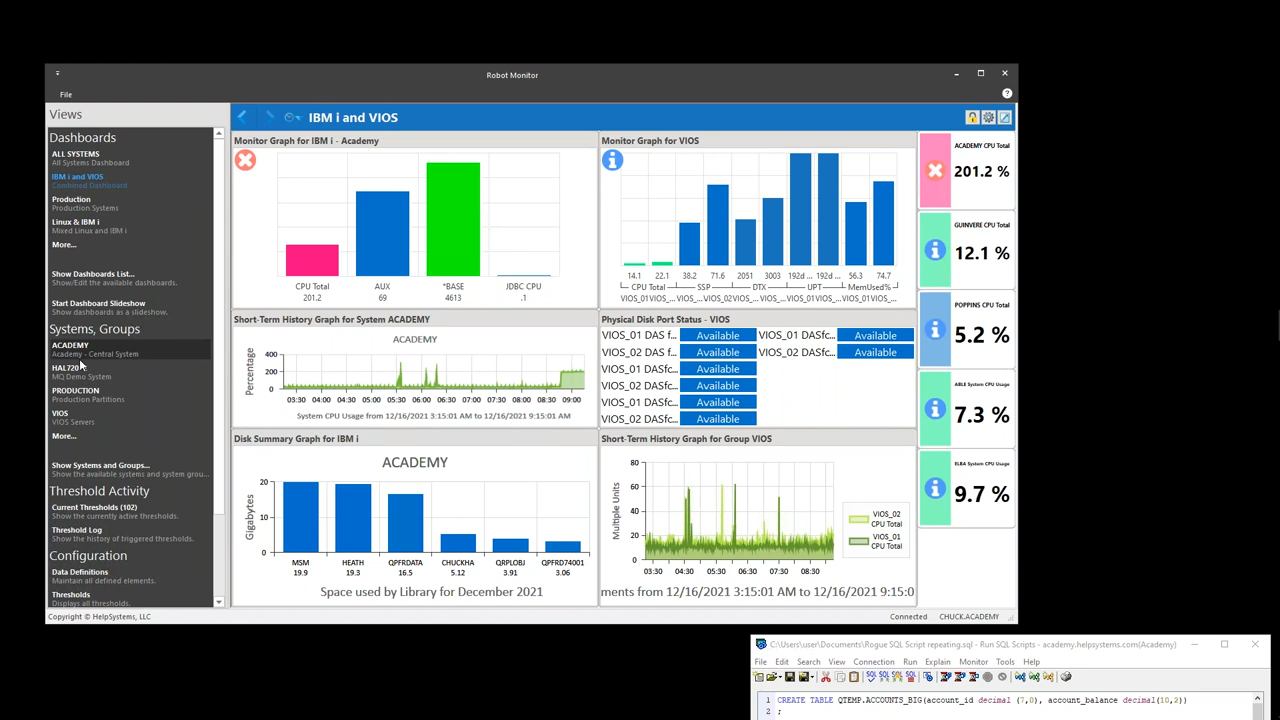 Robot Monitor
File
Views
Dashboards
ALL SYSTEMS
All Systems Dashboard
IBM i and VIOS
Combined Dashboard
Production
Production Systems
Linux & IBM i
Mixed Linux and IBM i
More...
Show Dashboards List...
Show/Edit the available dashboards.
Start Dashboard Slideshow
Show dashboards as a slideshow.
Systems, Groups
ACADEMY
Academy - Central System
HAL720
MQ Demo System
PRODUCTION
Production Partitions
VIOS
VIOS Servers
More...
Show Systems and Groups...
Show the available systems and system grou...
Threshold Activity
Current Thresholds (102)
Show the currently active thresholds.
Threshold Log
Show the history of triggered thresholds.
Configuration
Data Definitions
Maintain all defined elements.
Thresholds
Displays all thresholds.
IBM i and VIOS
Monitor Graph for IBM i - Academy
CPU Total AUX *BASE JDBC CPU
201.2 69 4613 .1
Monitor Graph for VIOS
14.1 22.1 38.2 71.6 2051 3003 192d ... 192d ... 56.3 74.7
CPU Total SSP DTX UPT MemUsed%
VIOS_01 VIOS_... VIOS_... VIOS_02 VIOS_... VIOS_... VIOS_... VIOS_... VIOS_... VIOS_...
Short-Term History Graph for System ACADEMY
ACADEMY
Percentage
400
200
0
03:30 04:00 04:30 05:00 05:30 06:00 06:30 07:00 07:30 08:00 08:30 09:00
System CPU Usage from 12/16/2021 3:15:01 AM to 12/16/2021 9:15:01 AM
Physical Disk Port Status - VIOS
VIOS_01 DAS f... Available VIOS_01 DASfc... Available
VIOS_02 DAS f... Available VIOS_02 DASfc... Available
VIOS_01 DASfc... Available
VIOS_02 DASfc... Available
VIOS_01 DASfc... Available
VIOS_02 DASfc... Available
Disk Summary Graph for IBM i
ACADEMY
Gigabytes
20
10
0
MSM HEATH QPFRDATA CHUCKHA QRPLOBJ QPFRD74001
19.9 19.3 16.5 5.12 3.91 3.06
Space used by Library for December 2021
Short-Term History Graph for Group VIOS
Multiple Units
80
60
40
20
0
03:30 04:30 05:30 06:30 07:30 08:30
VIOS_02
CPU Total
VIOS_01
CPU Total
ments from 12/16/2021 3:15:01 AM to 12/16/2021 9:15:0
ACADEMY CPU Total
201.2 %
GUINVERE CPU Total
12.1 %
POPPINS CPU Total
5.2 %
ABLE System CPU Usage
7.3 %
ELBA System CPU Usage
9.7 %
Copyright © HelpSystems, LLC
Connected CHUCK.ACADEMY
C:\Users\user\Documents\Rogue SQL Script repeating.sql - Run SQL Scripts - academy.helpsystems.com(Academy)
File Edit Search View Connection Run Explain Monitor Tools Help
1 CREATE TABLE QTEMP.ACCOUNTS_BIG(account_id decimal (7,0), account_balance decimal(10,2))
2 ;